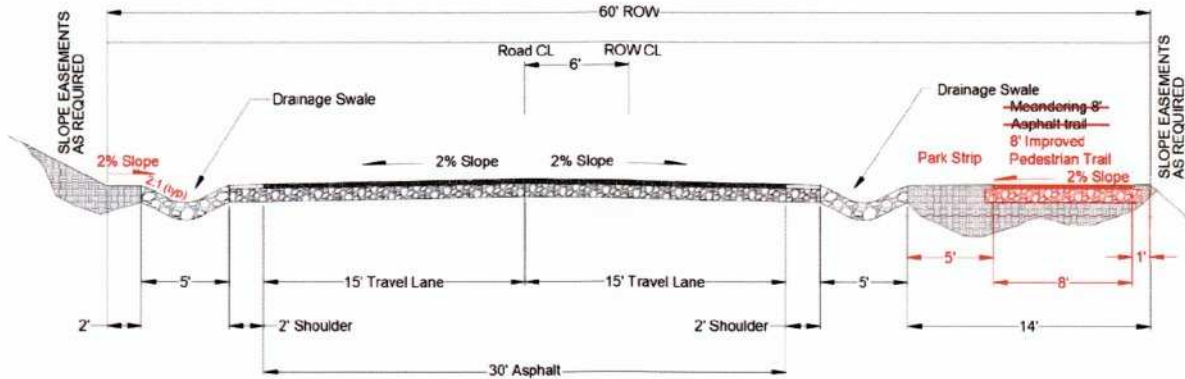 60' ROW
SLOPE EASEMENTS
AS REQUIRED
Road CL
ROW CL
6'
SLOPE EASEMENTS
AS REQUIRED
Drainage Swale
Drainage Swale
Meandering 8'
Asphalt trail
8' Improved
Pedestrian Trail
Park Strip
2% Slope
2% Slope
2% Slope
2% Slope
2:1 (typ)
5'
15' Travel Lane
15' Travel Lane
5'
5'
8'
1'
2'
2' Shoulder
2' Shoulder
14'
30' Asphalt